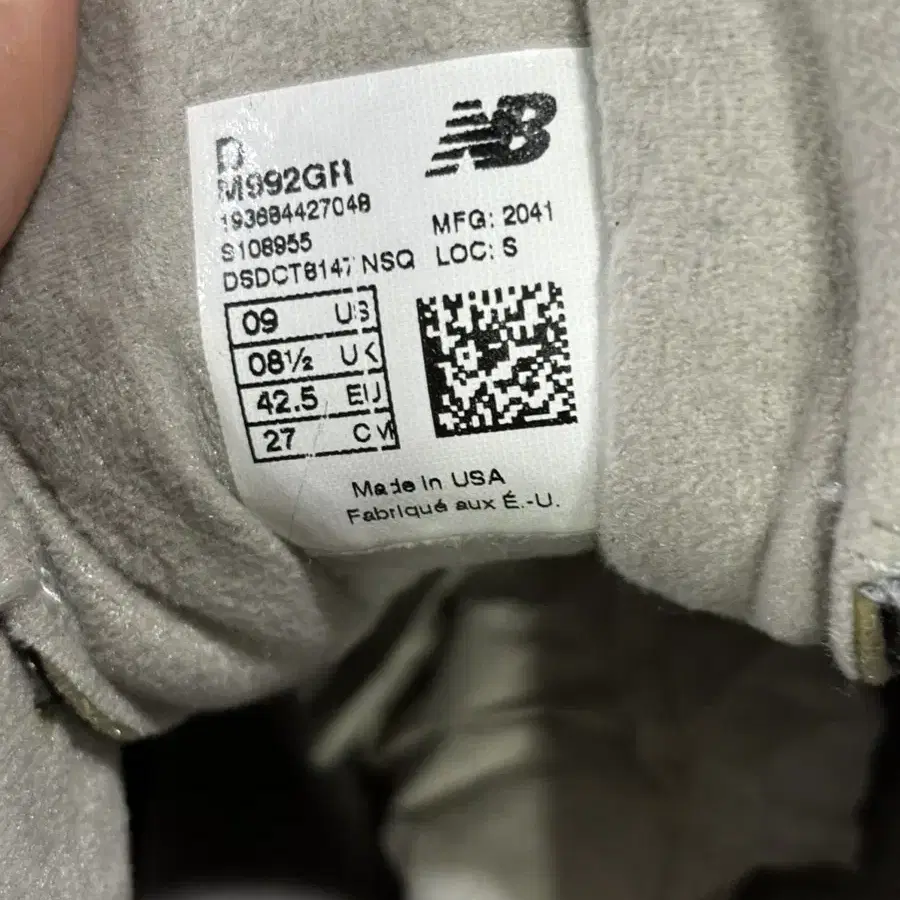 NB
D
M992GR
193684427048
S108955
DSDCT8147 NSQ
MFG: 2041
LOC: S
09 US
08½ UK
42.5 EU
27 CM
Made in USA
Fabriqué aux É.-U.